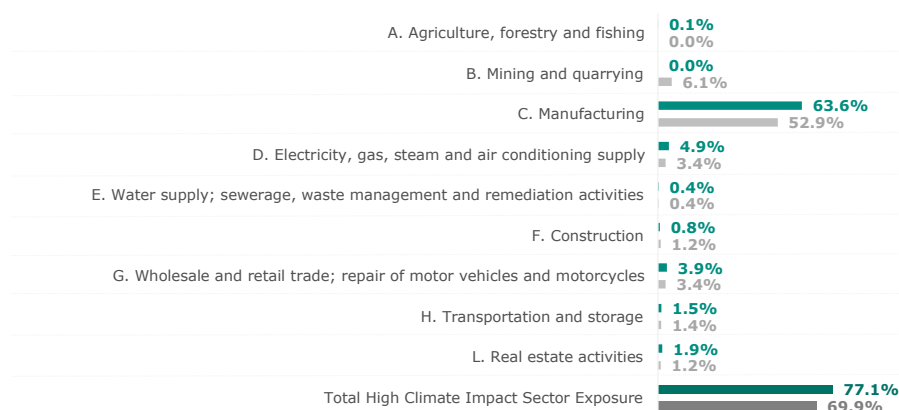 A. Agriculture, forestry and fishing
0.1%
0.0%
B. Mining and quarrying
0.0%
6.1%
C. Manufacturing
63.6%
52.9%
D. Electricity, gas, steam and air conditioning supply
4.9%
3.4%
E. Water supply; sewerage, waste management and remediation activities
0.4%
0.4%
F. Construction
0.8%
1.2%
G. Wholesale and retail trade; repair of motor vehicles and motorcycles
3.9%
3.4%
H. Transportation and storage
1.5%
1.4%
L. Real estate activities
1.9%
1.2%
Total High Climate Impact Sector Exposure
77.1%
69.9%